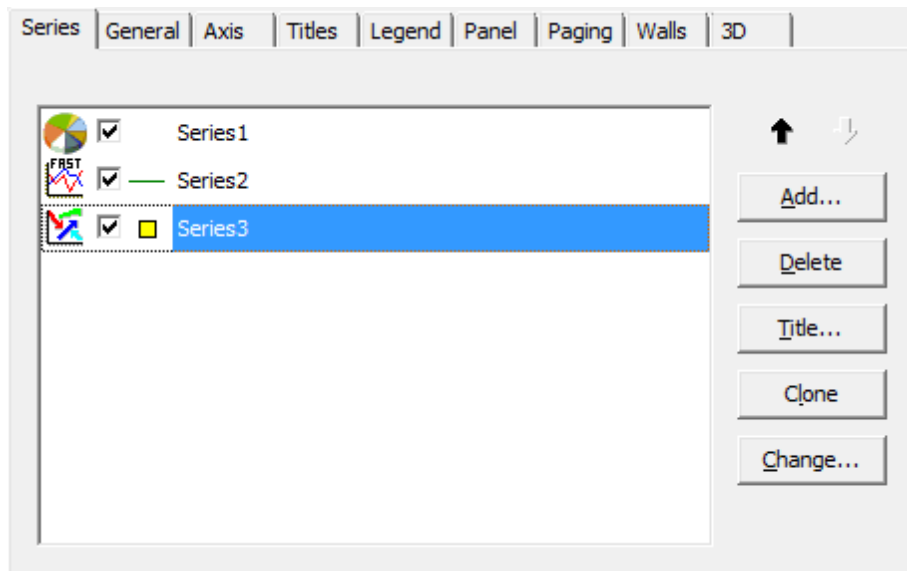 Series General Axis Titles Legend Panel Paging Walls 3D
Series1
FAST
Series2
Series3
Add...
Delete
Title...
Clone
Change...